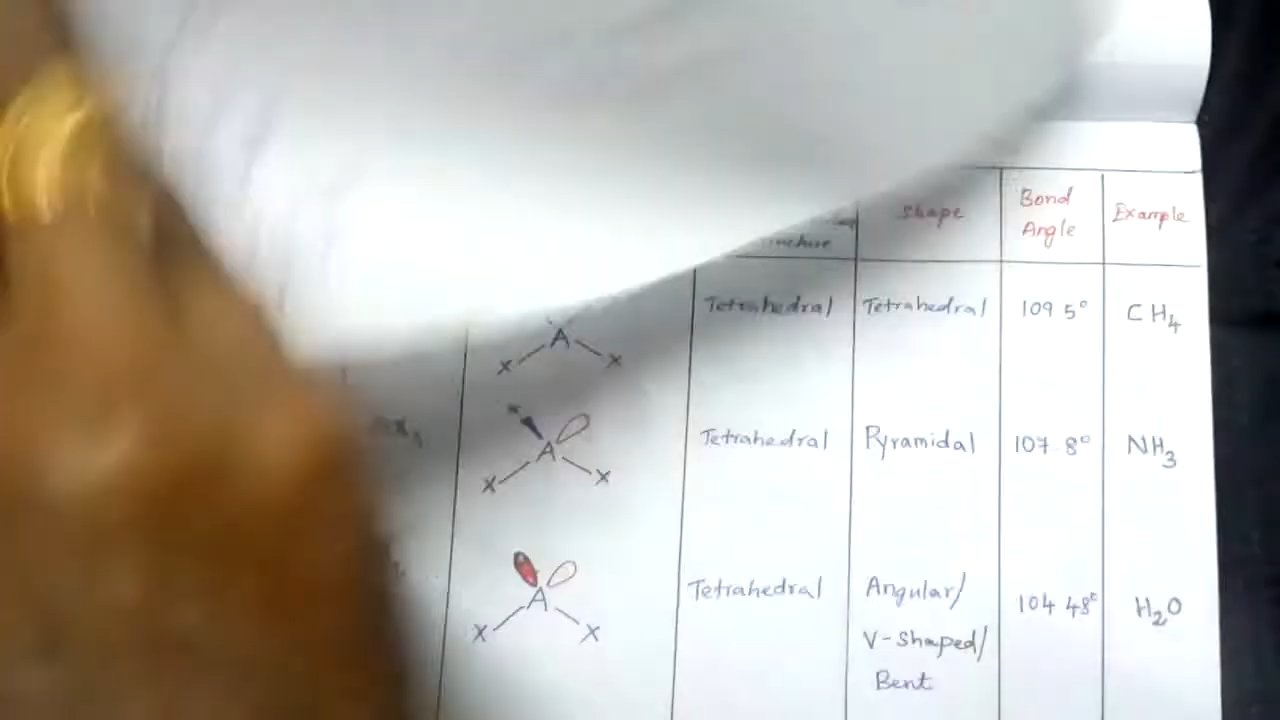 Shape
Bond
Angle
Example
A
X X
Tetrahedral Tetrahedral 109 5° CH4
A
X X
Tetrahedral Pyramidal 107 8° NH3
A
X X
Tetrahedral Angular/ 104 48° H2O
V-shaped/
Bent